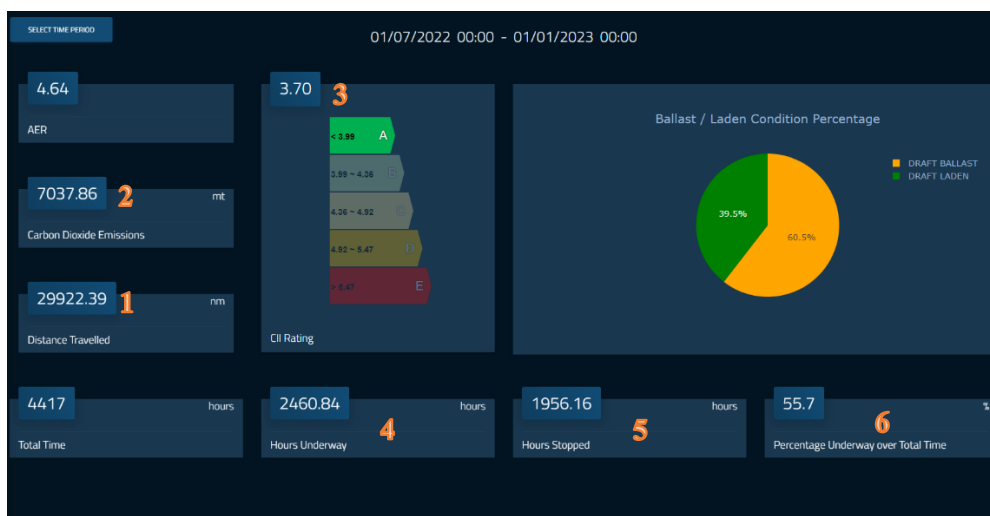 SELECT TIME PERIOD
01/07/2022 00:00 - 01/01/2023 00:00
4.64
AER
7037.86
2
mt
Carbon Dioxide Emissions
29922.39
1
nm
Distance Travelled
3.70
3
< 3.99 A
3.99 ~ 4.36 B
4.36 ~ 4.92 C
4.92 ~ 5.47 D
> 5.47 E
CII Rating
Ballast / Laden Condition Percentage
DRAFT BALLAST
DRAFT LADEN
39.5%
60.5%
4417
hours
Total Time
2460.84
hours
4
Hours Underway
1956.16
hours
5
Hours Stopped
55.7
%
6
Percentage Underway over Total Time